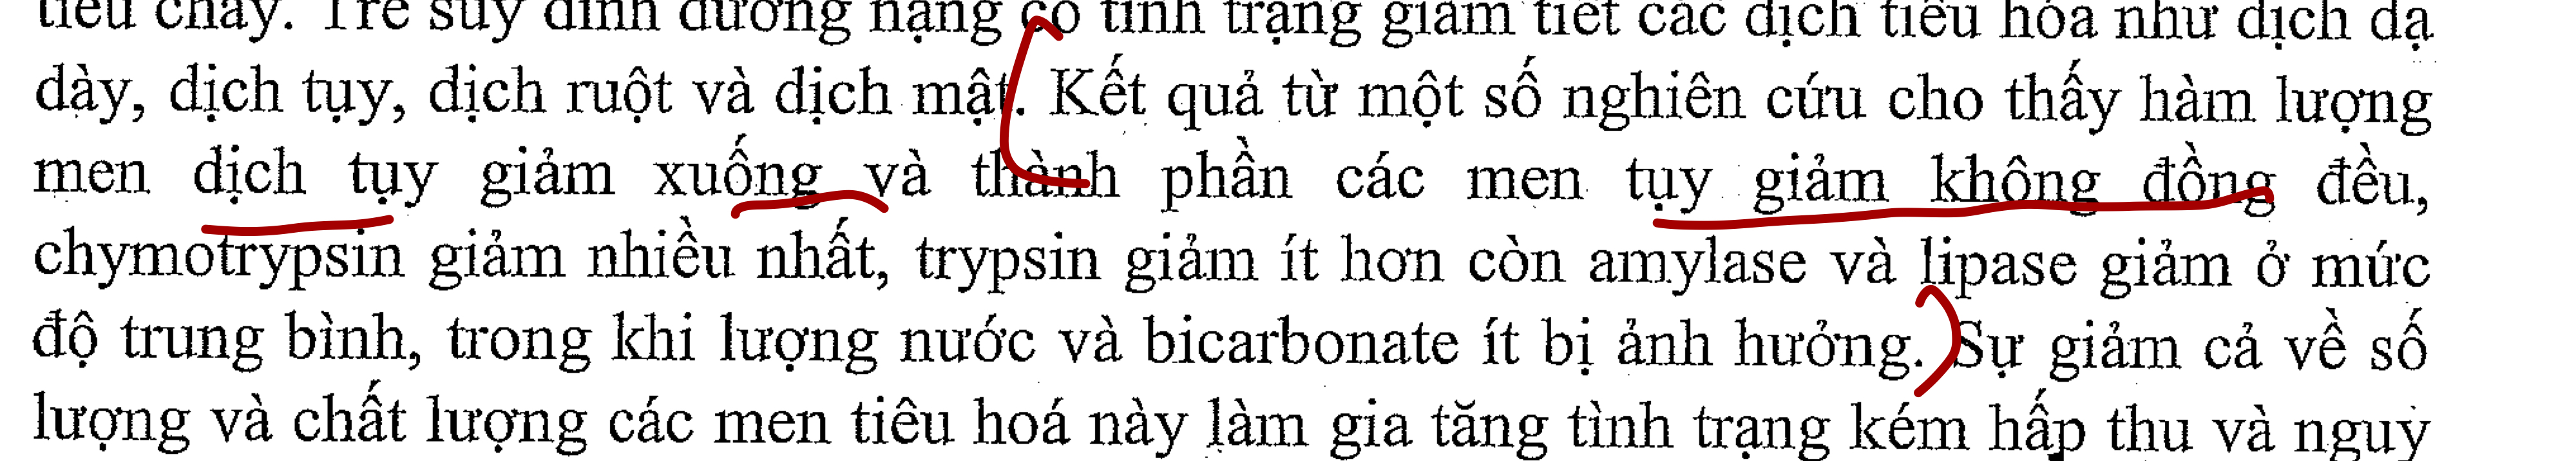 tiêu chảy. Trẻ suy dinh dưỡng nặng có tình trạng giảm tiết các dịch tiêu hóa như dịch dạ
dày, dịch tụy, dịch ruột và dịch mật. Kết quả từ một số nghiên cứu cho thấy hàm lượng
men dịch tụy giảm xuống và thành phần các men tụy giảm không đồng đều,
chymotrypsin giảm nhiều nhất, trypsin giảm ít hơn còn amylase và lipase giảm ở mức
độ trung bình, trong khi lượng nước và bicarbonate ít bị ảnh hưởng. Sự giảm cả về số
lượng và chất lượng các men tiêu hoá này làm gia tăng tình trạng kém hấp thu và nguy